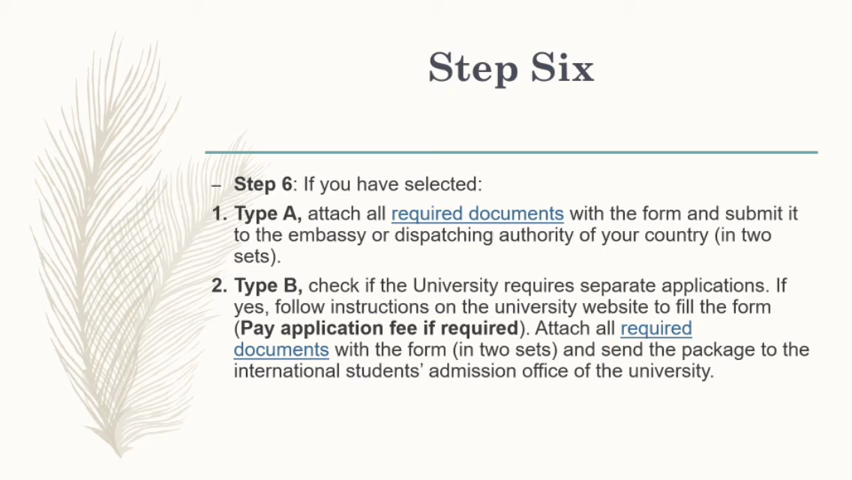 Step Six
– Step 6: If you have selected:
1. Type A, attach all required documents with the form and submit it
to the embassy or dispatching authority of your country (in two
sets).
2. Type B, check if the University requires separate applications. If
yes, follow instructions on the university website to fill the form
(Pay application fee if required). Attach all required
documents with the form (in two sets) and send the package to the
international students’ admission office of the university.